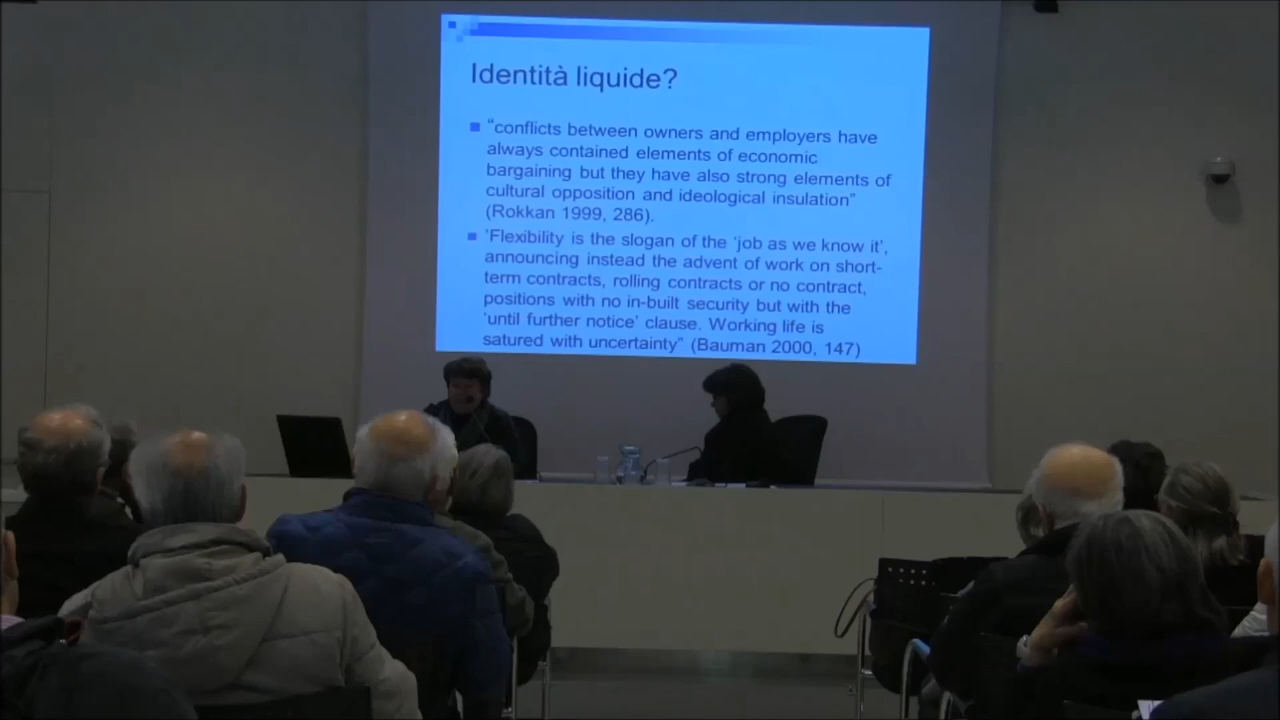 Identità liquide?
“conflicts between owners and employers have
always contained elements of economic
bargaining but they have also strong elements of
cultural opposition and ideological insulation”
(Rokkan 1999, 286).
‘Flexibility is the slogan of the ‘job as we know it’,
announcing instead the advent of work on short-
term contracts, rolling contracts or no contract,
positions with no in-built security but with the
‘until further notice’ clause. Working life is
satured with uncertainty” (Bauman 2000, 147)